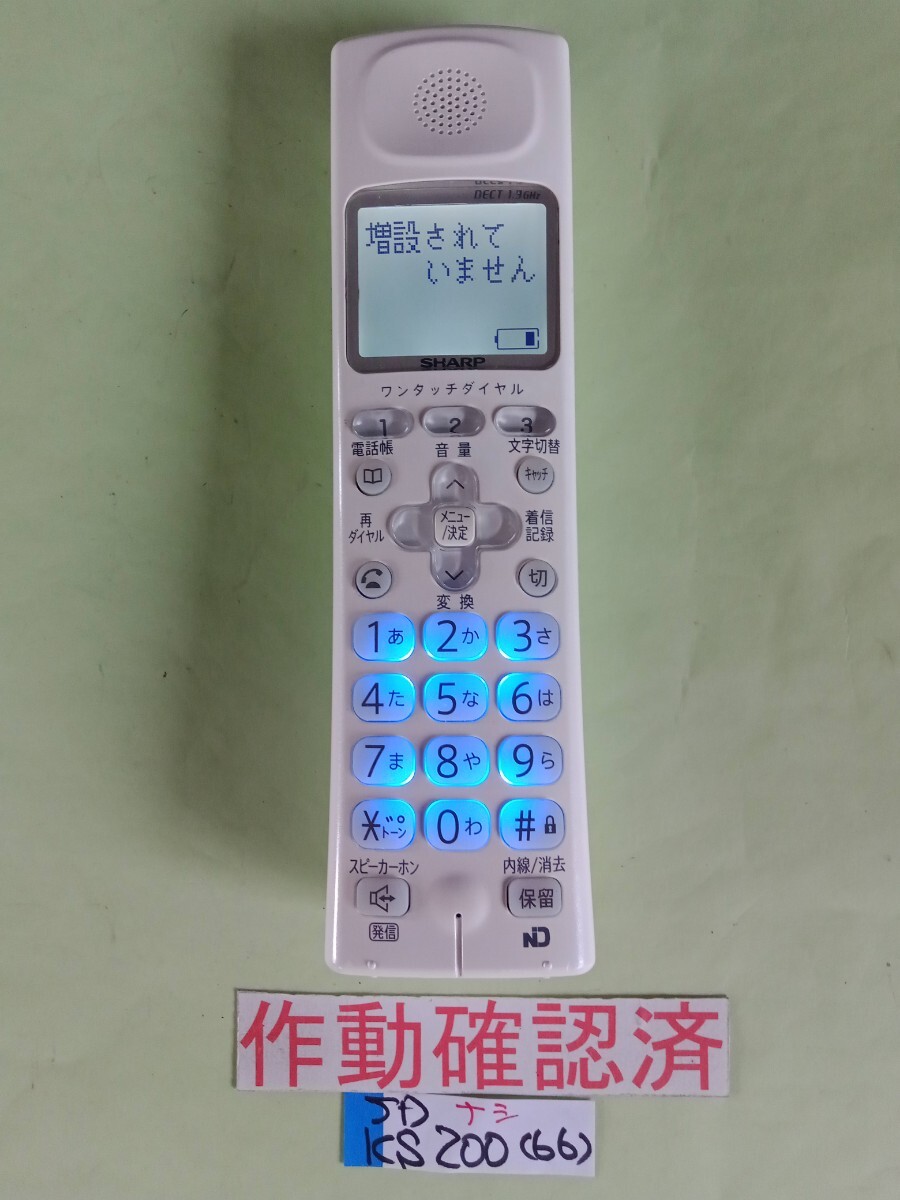 DECT 1.3GHz
増設されて
いません
SHARP
ワンタッチダイヤル
1 2 3
電話帳 音量 文字切替
キャッチ
再
ダイヤル
メニュー
/決定
着信
記録
切
変換
1あ 2か 3さ
4た 5な 6は
7ま 8や 9ら
*゛゜トーン 0わ #
スピーカーホン 内線/消去
保留
発信
ND
作動確認済
JD ナシ
KS200(66)